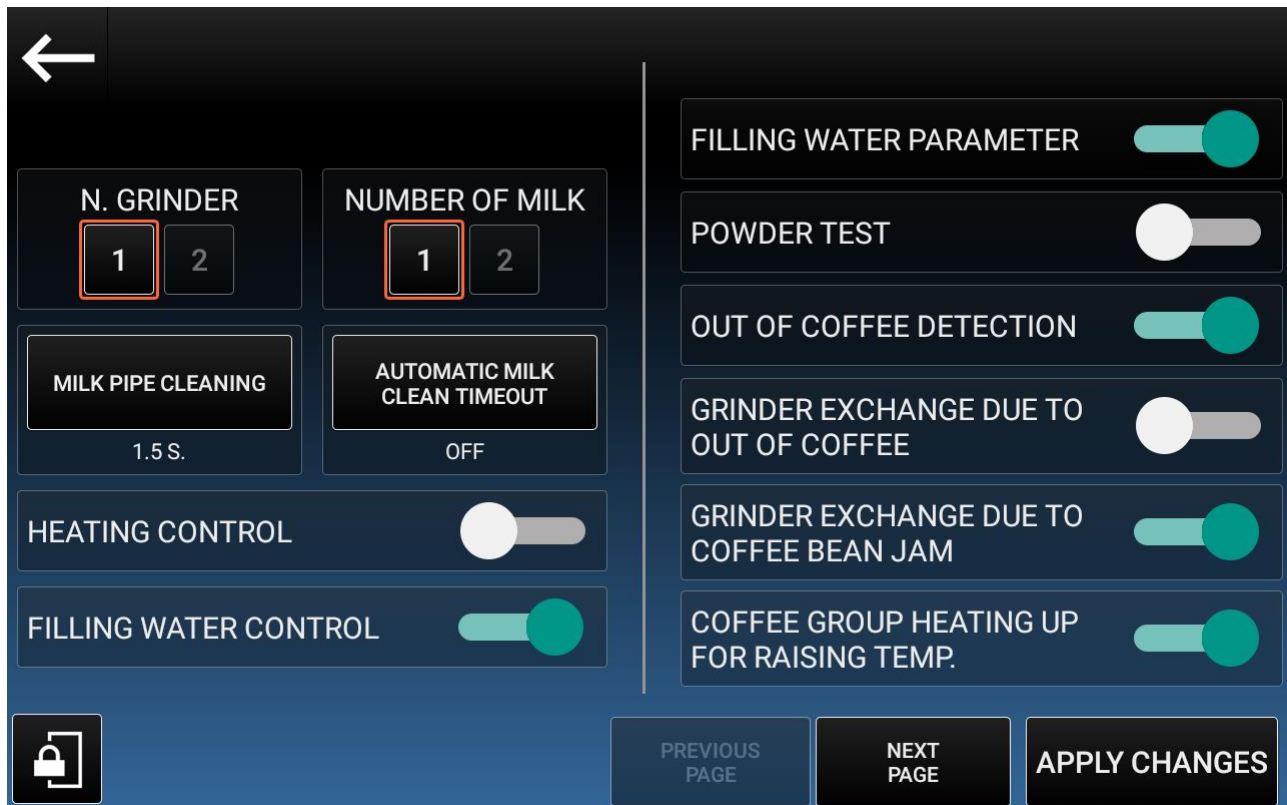 N. GRINDER
1 2
NUMBER OF MILK
1 2
MILK PIPE CLEANING
1.5 S.
AUTOMATIC MILK
CLEAN TIMEOUT
OFF
HEATING CONTROL
FILLING WATER CONTROL
FILLING WATER PARAMETER
POWDER TEST
OUT OF COFFEE DETECTION
GRINDER EXCHANGE DUE TO
OUT OF COFFEE
GRINDER EXCHANGE DUE TO
COFFEE BEAN JAM
COFFEE GROUP HEATING UP
FOR RAISING TEMP.
PREVIOUS
PAGE
NEXT
PAGE
APPLY CHANGES